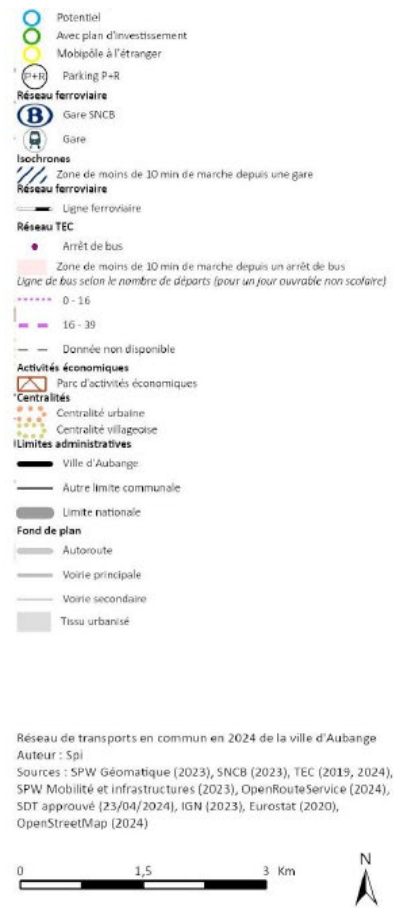 Potentiel
Avec plan d'investissement
Mobipôle à l'étranger
P+R Parking P+R
Réseau ferroviaire
B Gare SNCB
Gare
Isochrones
Zone de moins de 10 min de marche depuis une gare
Réseau ferroviaire
Ligne ferroviaire
Réseau TEC
Arrêt de bus
Zone de moins de 10 min de marche depuis un arrêt de bus
Ligne de bus selon le nombre de départs (pour un jour ouvrable non scolaire)
0 - 16
16 - 39
Donnée non disponible
Activités économiques
Parc d'activités économiques
Centralités
Centralité urbaine
Centralité villageoise
Limites administratives
Ville d'Aubange
Autre limite communale
Limite nationale
Fond de plan
Autoroute
Voirie principale
Voirie secondaire
Tissu urbanisé
Réseau de transports en commun en 2024 de la ville d'Aubange
Auteur : Spi
Sources : SPW Géomatique (2023), SNCB (2023), TEC (2019, 2024),
SPW Mobilité et infrastructures (2023), OpenRouteService (2024),
SDT approuvé (23/04/2024), IGN (2023), Eurostat (2020),
OpenStreetMap (2024)
0 1,5 3 Km
N